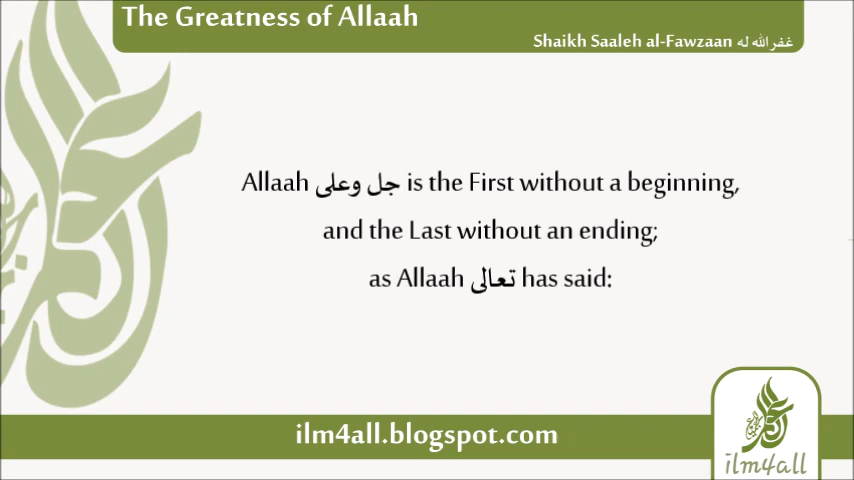 The Greatness of Allaah
Shaikh Saaleh al-Fawzaan غفر الله له
Allaah جل وعلى is the First without a beginning,
and the Last without an ending;
as Allaah تعالى has said:
ilm4all.blogspot.com
ilm4all